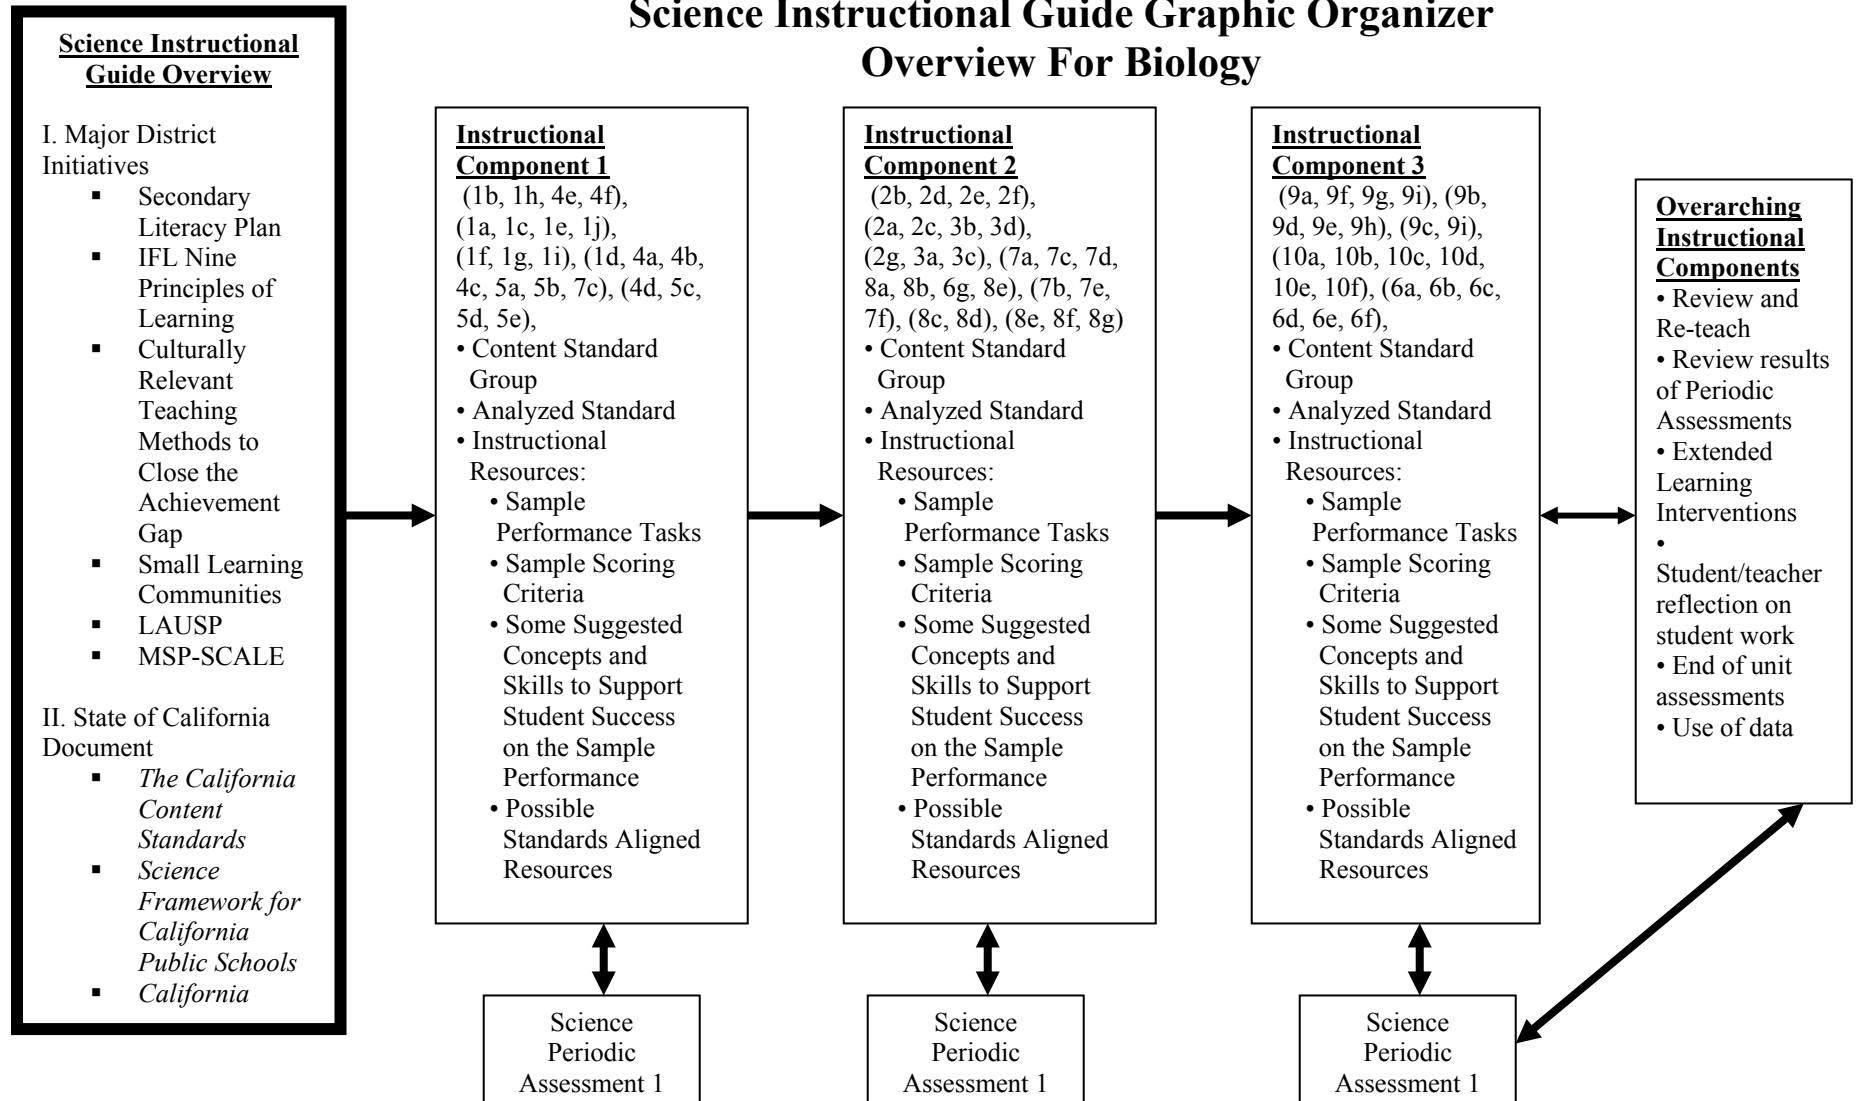 Science Instructional Guide Graphic Organizer
Overview For Biology
Science Instructional
Guide Overview
I. Major District
Initiatives
▪ Secondary
Literacy Plan
▪ IFL Nine
Principles of
Learning
▪ Culturally
Relevant
Teaching
Methods to
Close the
Achievement
Gap
▪ Small Learning
Communities
▪ LAUSP
▪ MSP-SCALE
II. State of California
Document
▪ The California
Content
Standards
▪ Science
Framework for
California
Public Schools
▪ California
Instructional
Component 1
(1b, 1h, 4e, 4f),
(1a, 1c, 1e, 1j),
(1f, 1g, 1i), (1d, 4a, 4b,
4c, 5a, 5b, 7c), (4d, 5c,
5d, 5e),
• Content Standard
Group
• Analyzed Standard
• Instructional
Resources:
• Sample
Performance Tasks
• Sample Scoring
Criteria
• Some Suggested
Concepts and
Skills to Support
Student Success
on the Sample
Performance
• Possible
Standards Aligned
Resources
Instructional
Component 2
(2b, 2d, 2e, 2f),
(2a, 2c, 3b, 3d),
(2g, 3a, 3c), (7a, 7c, 7d,
8a, 8b, 6g, 8e), (7b, 7e,
7f), (8c, 8d), (8e, 8f, 8g)
• Content Standard
Group
• Analyzed Standard
• Instructional
Resources:
• Sample
Performance Tasks
• Sample Scoring
Criteria
• Some Suggested
Concepts and
Skills to Support
Student Success
on the Sample
Performance
• Possible
Standards Aligned
Resources
Instructional
Component 3
(9a, 9f, 9g, 9i), (9b,
9d, 9e, 9h), (9c, 9i),
(10a, 10b, 10c, 10d,
10e, 10f), (6a, 6b, 6c,
6d, 6e, 6f),
• Content Standard
Group
• Analyzed Standard
• Instructional
Resources:
• Sample
Performance Tasks
• Sample Scoring
Criteria
• Some Suggested
Concepts and
Skills to Support
Student Success
on the Sample
Performance
• Possible
Standards Aligned
Resources
Overarching
Instructional
Components
• Review and
Re-teach
• Review results
of Periodic
Assessments
• Extended
Learning
Interventions
•
Student/teacher
reflection on
student work
• End of unit
assessments
• Use of data
Science
Periodic
Assessment 1
Science
Periodic
Assessment 1
Science
Periodic
Assessment 1